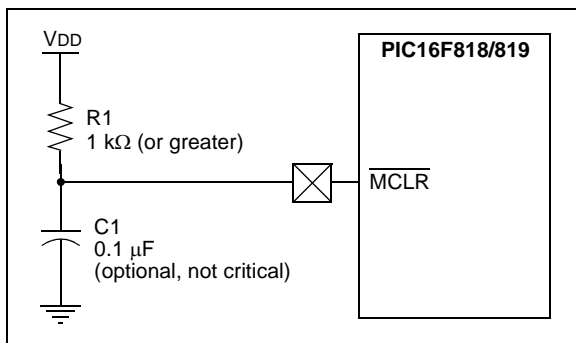 VDD
PIC16F818/819
R1
1 kΩ (or greater)
MCLR
C1
0.1 μF
(optional, not critical)